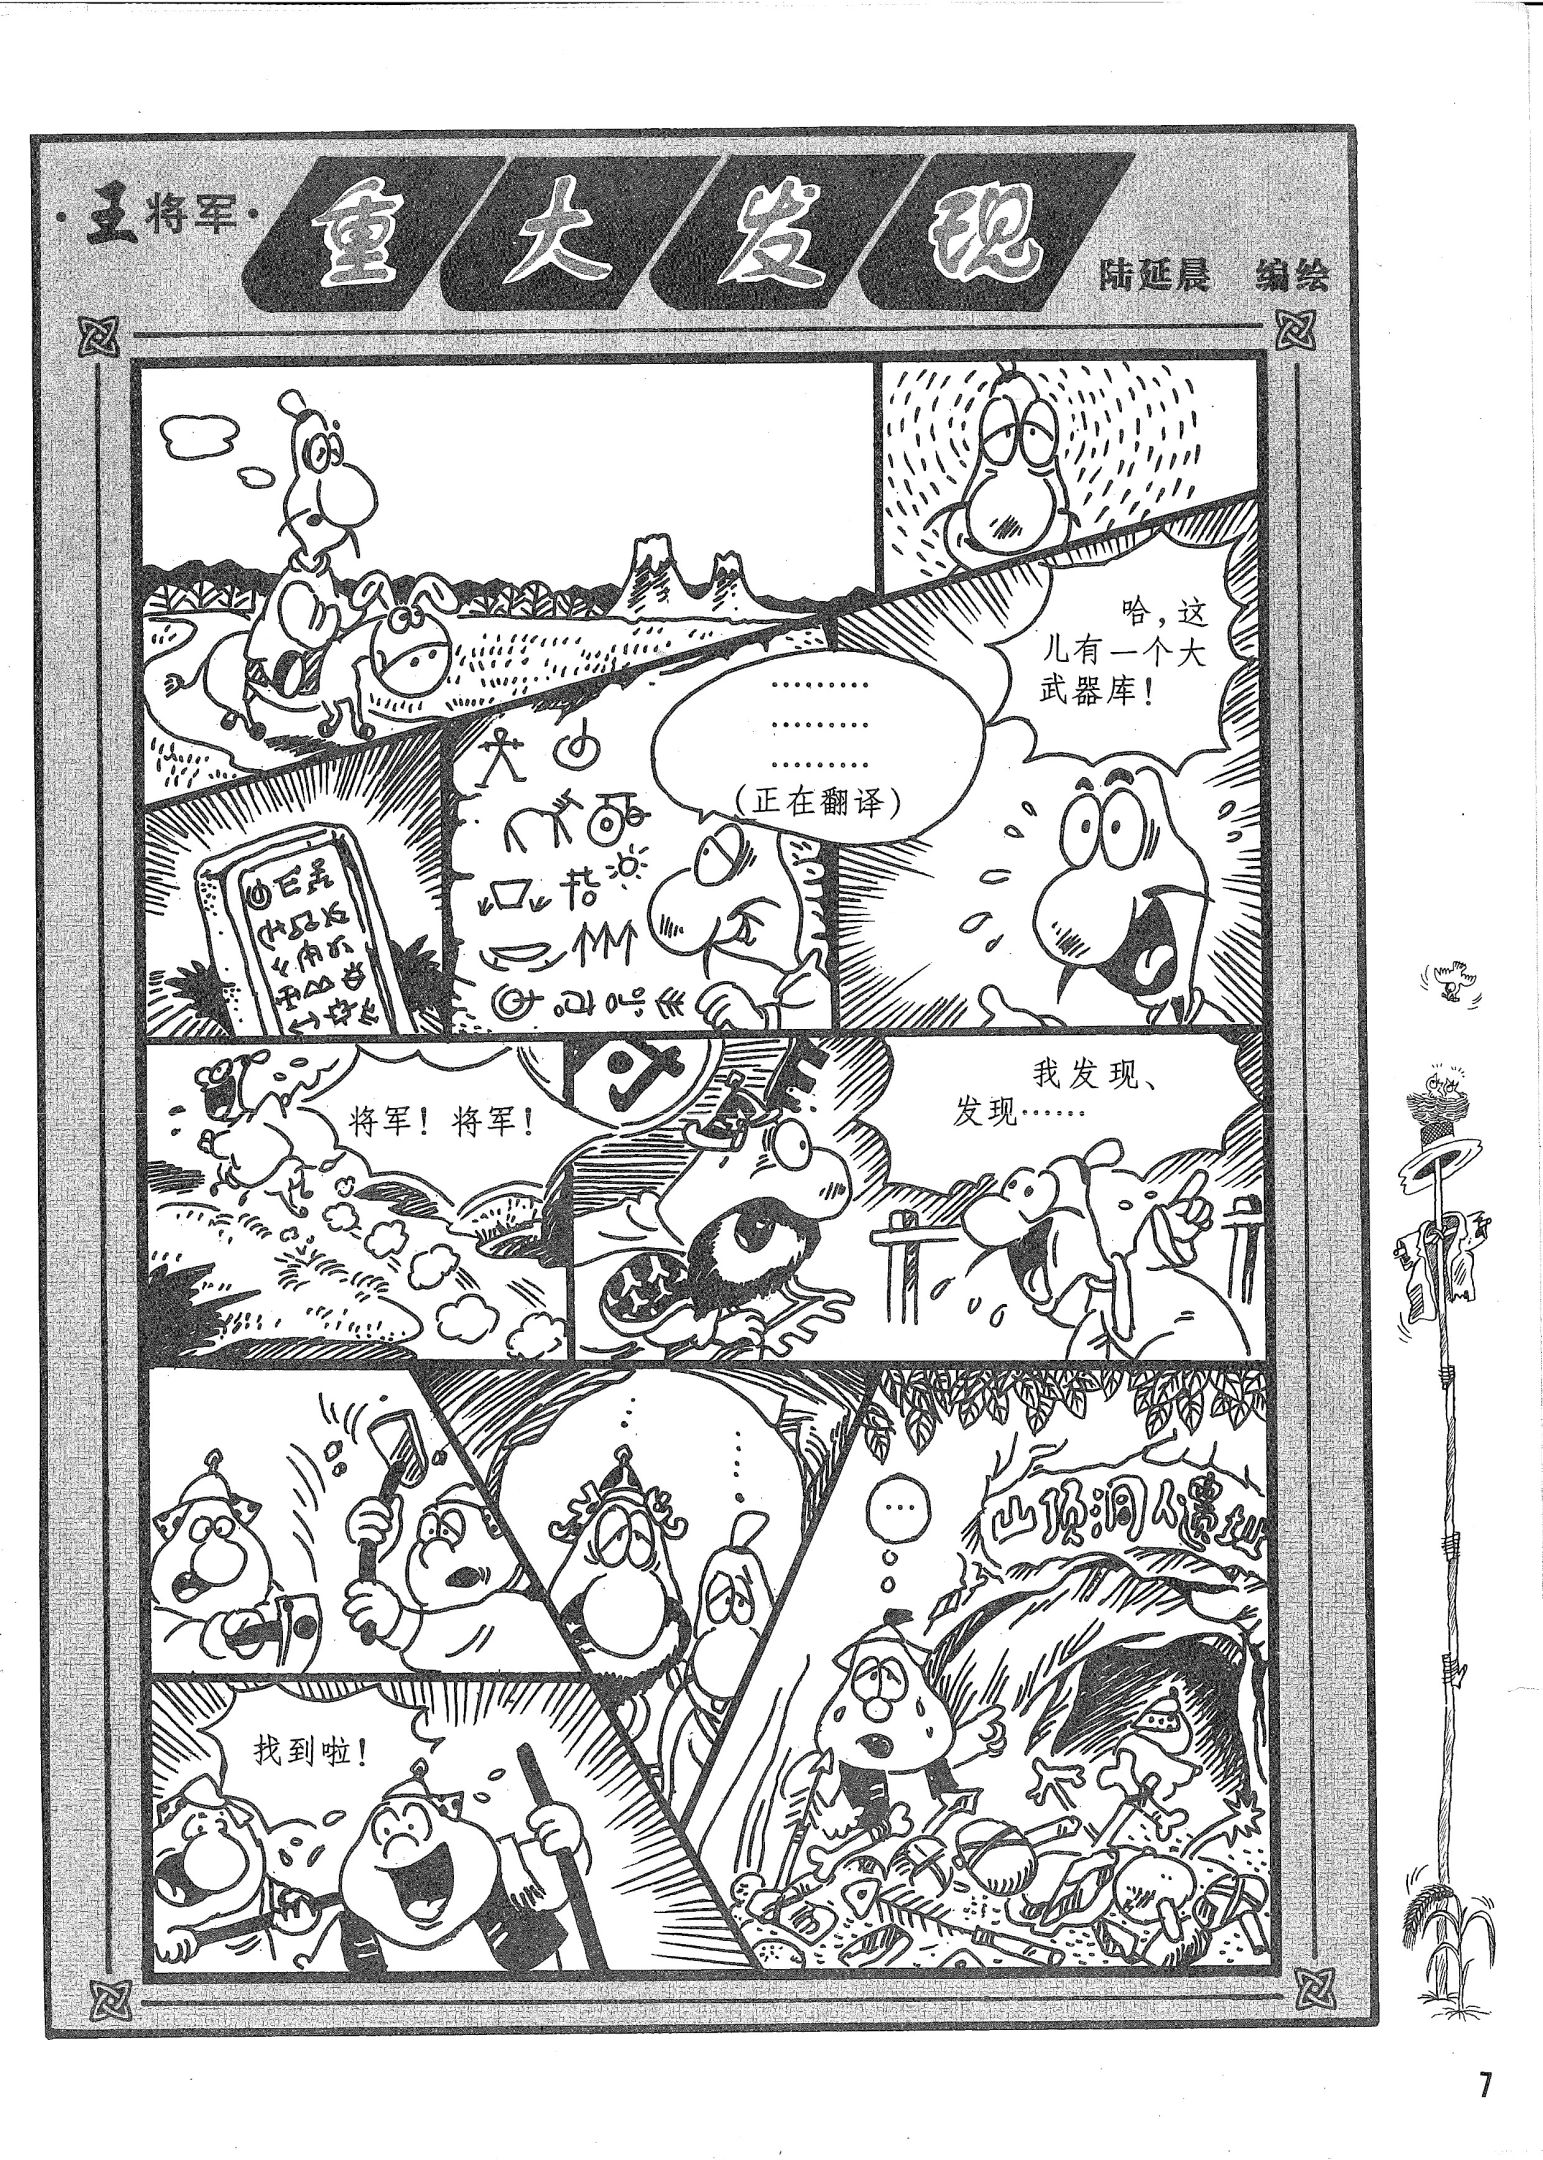 ·王将军·
重大发现
陆延晨 编绘
哈，这
儿有一个大
武器库！
………
………
………
(正在翻译)
将军！将军！
我发现、
发现……
找到啦！
…
山顶洞人遗址
7